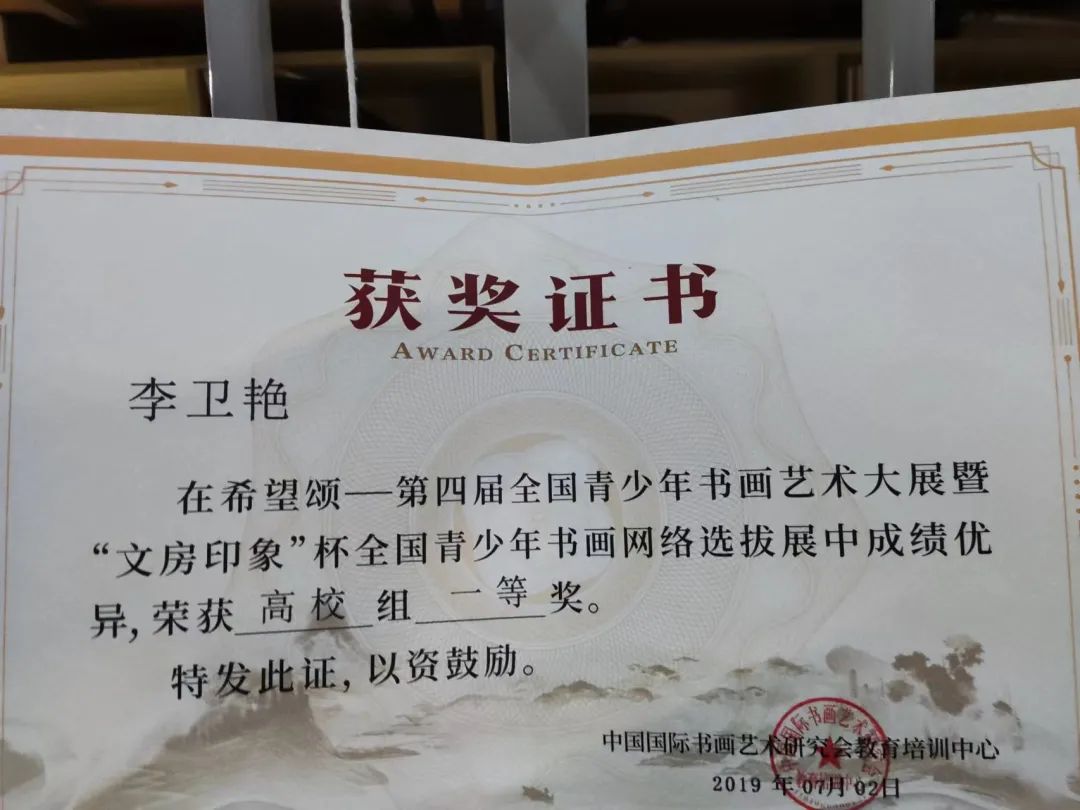 获奖证书
AWARD CERTIFICATE
李卫艳
在希望颂—第四届全国青少年书画艺术大展暨
“文房印象”杯全国青少年书画网络选拔展中成绩优
异,荣获 高校 组 一等 奖。
特发此证,以资鼓励。
中国国际书画艺术研究会教育培训中心
2019 年 07月 02日